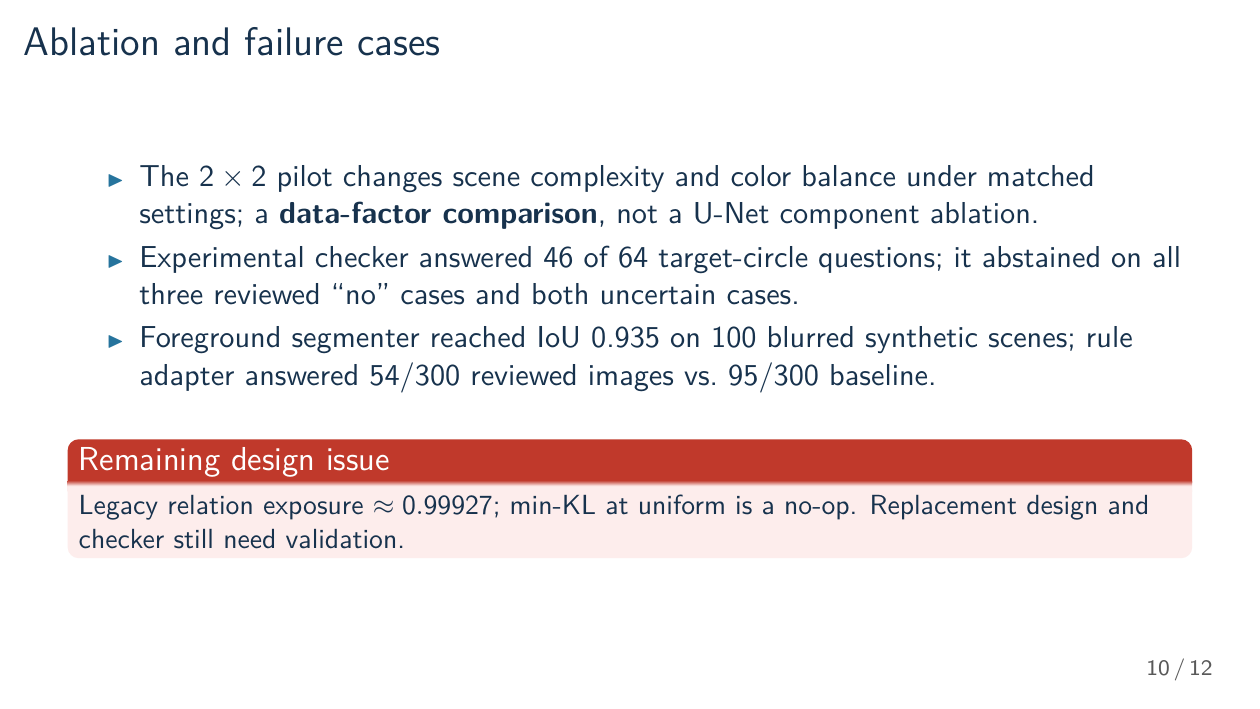 Ablation and failure cases
▶ The 2 × 2 pilot changes scene complexity and color balance under matched
settings; a data-factor comparison, not a U-Net component ablation.
▶ Experimental checker answered 46 of 64 target-circle questions; it abstained on all
three reviewed “no” cases and both uncertain cases.
▶ Foreground segmenter reached IoU 0.935 on 100 blurred synthetic scenes; rule
adapter answered 54/300 reviewed images vs. 95/300 baseline.
Remaining design issue
Legacy relation exposure ≈ 0.99927; min-KL at uniform is a no-op. Replacement design and
checker still need validation.
10 / 12